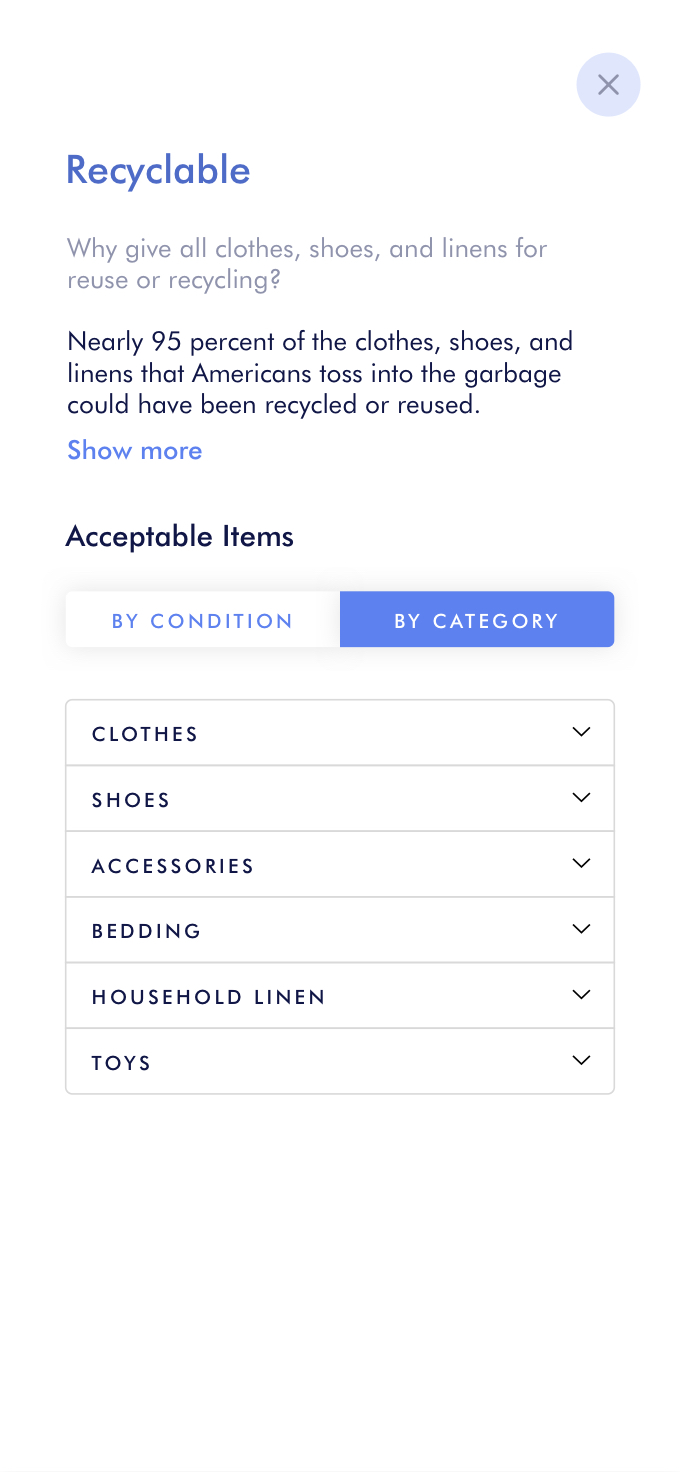 Recyclable
Why give all clothes, shoes, and linens for
reuse or recycling?
Nearly 95 percent of the clothes, shoes, and
linens that Americans toss into the garbage
could have been recycled or reused.
Show more
Acceptable Items
BY CONDITION
BY CATEGORY
CLOTHES
SHOES
ACCESSORIES
BEDDING
HOUSEHOLD LINEN
TOYS